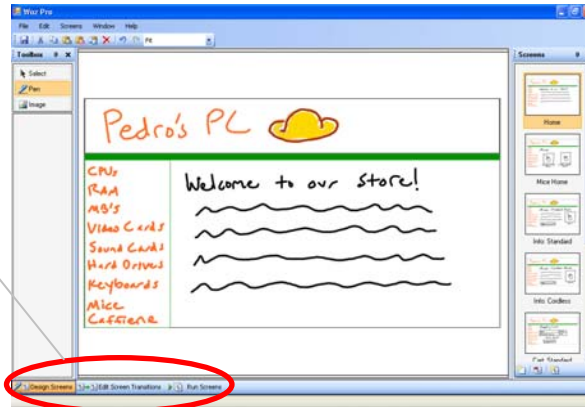 Woz Pro
File Edit Screens Window Help
Fit
Toolbox
Select
Pen
Image
Pedro's PC
CPUs
RAM
MB's
Video Cards
Sound Cards
Hard Drives
Keyboards
Mice
Caffiene
Welcome to our store!
Screens
Home
Mice Home
Info Standard
Info Cordless
Cart Standard
Design Screens Edit Screen Transitions Run Screens